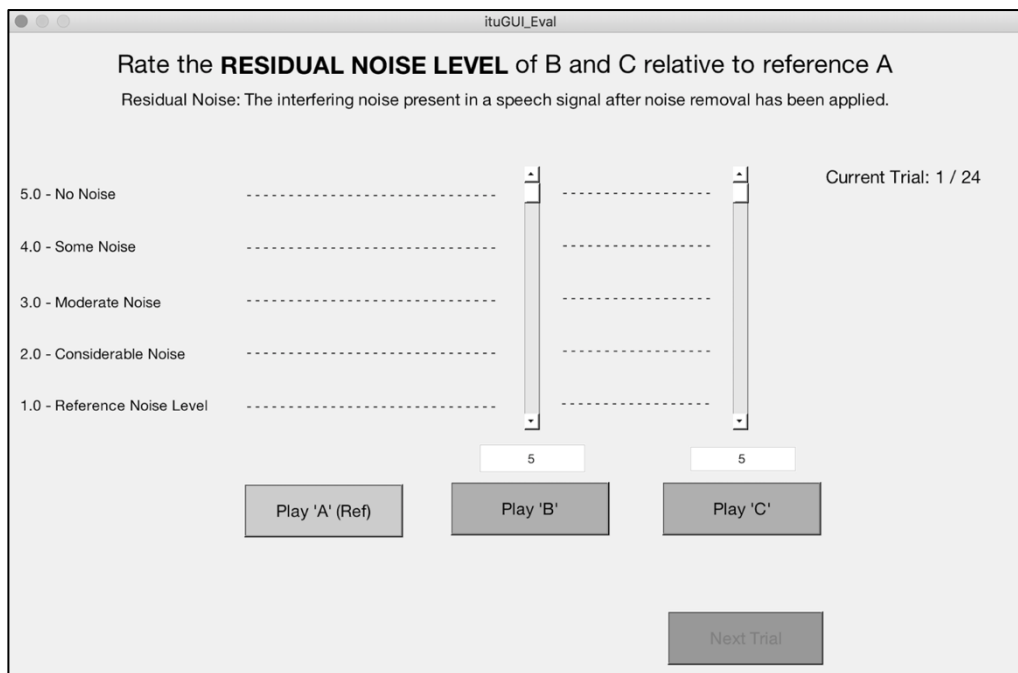 ituGUI_Eval
Rate the RESIDUAL NOISE LEVEL of B and C relative to reference A
Residual Noise: The interfering noise present in a speech signal after noise removal has been applied.
Current Trial: 1 / 24
5.0 - No Noise
4.0 - Some Noise
3.0 - Moderate Noise
2.0 - Considerable Noise
1.0 - Reference Noise Level
5 5
Play 'A' (Ref) Play 'B' Play 'C'
Next Trial